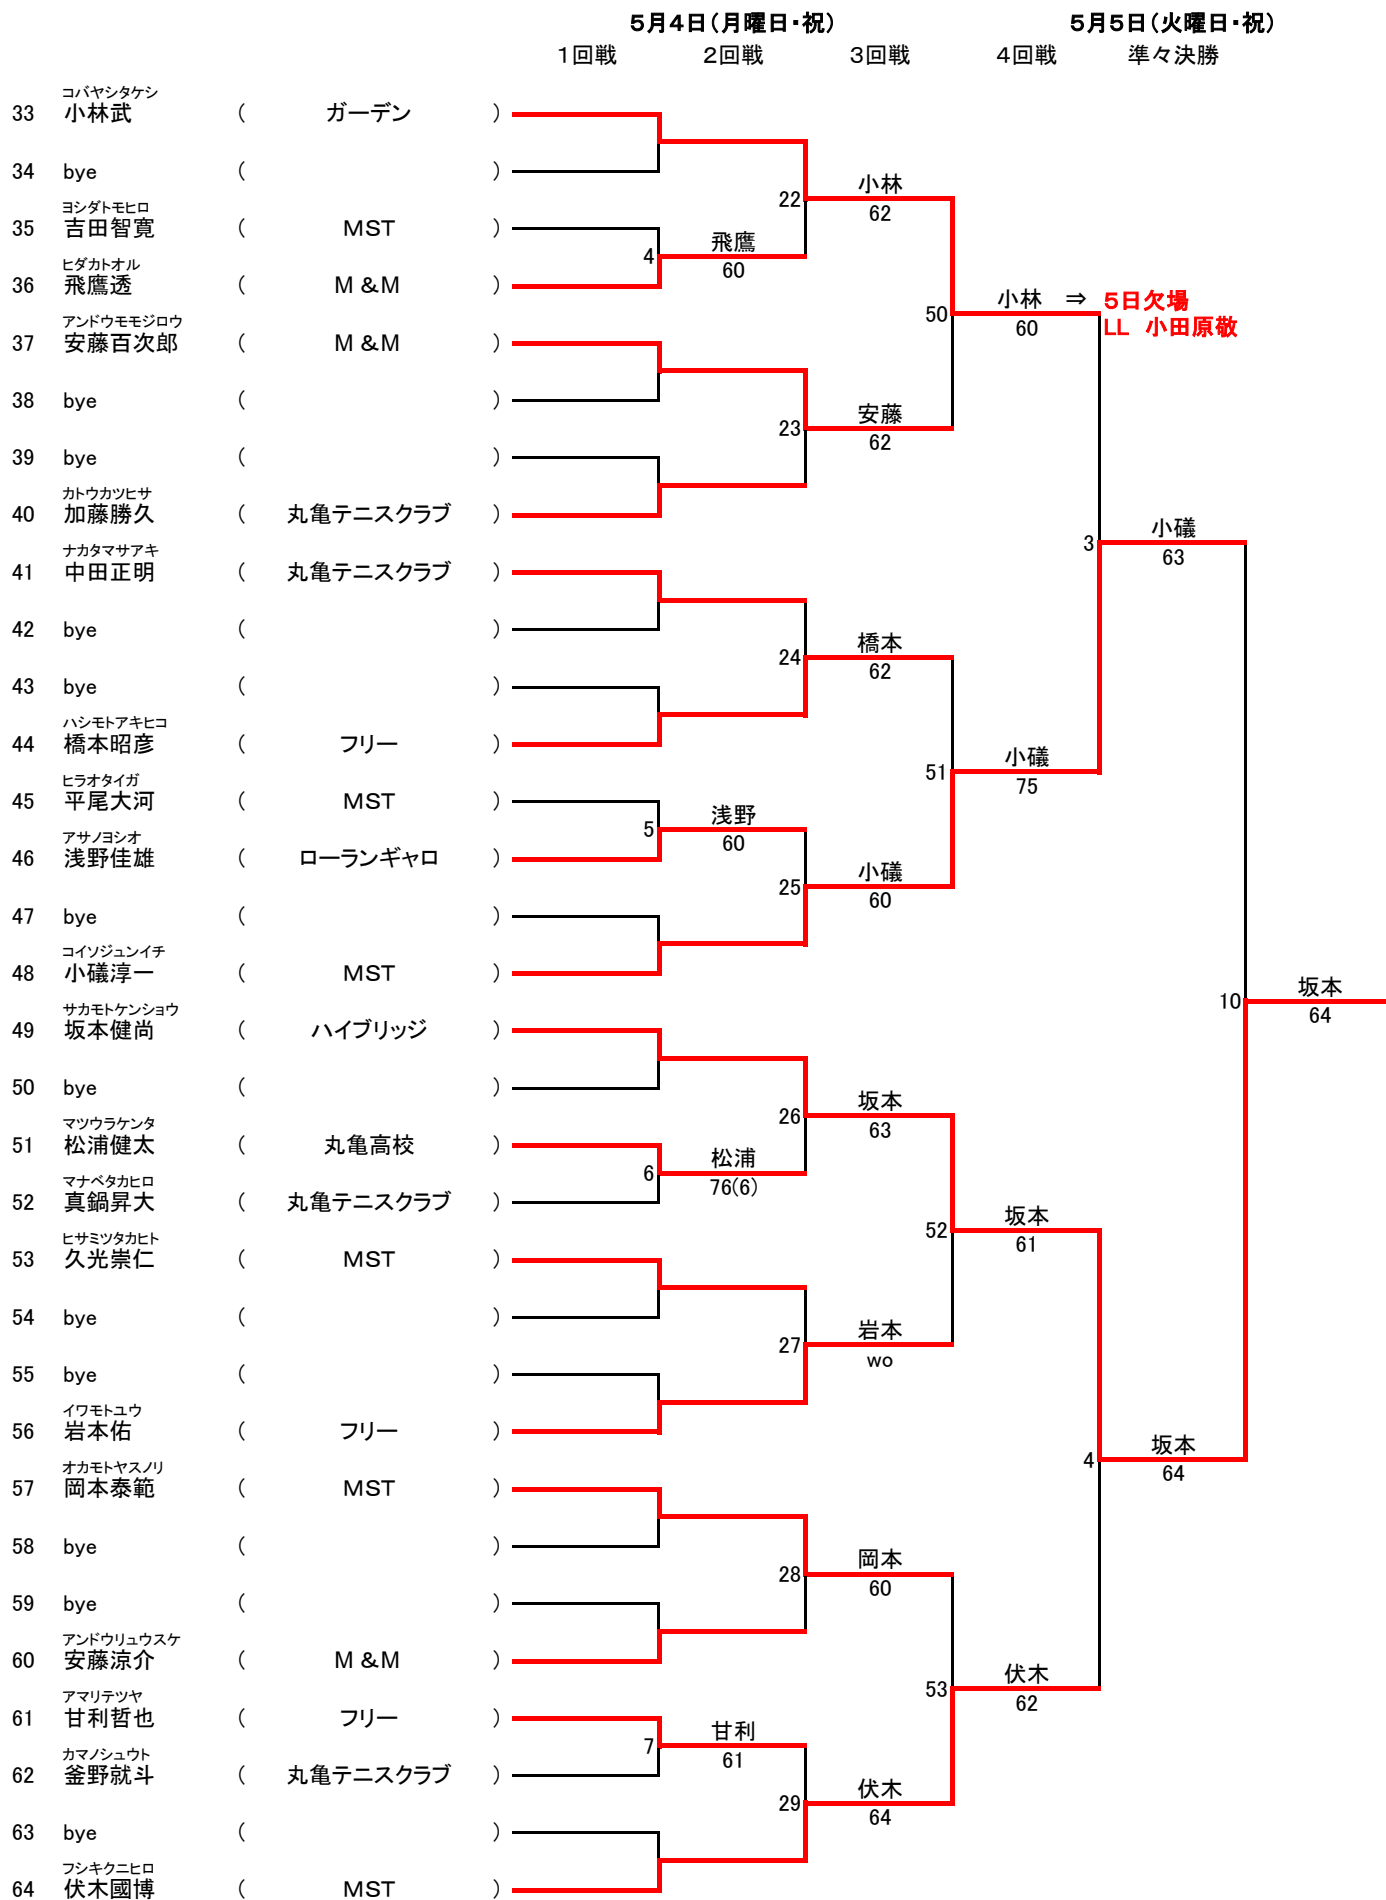 5月4日(月曜日・祝) 5月5日(火曜日・祝)
1回戦 2回戦 3回戦 4回戦 準々決勝
コバヤシタケシ
33 小林武 ( ガーデン )
34 bye ( )
小林
22
62
ヨシダトモヒロ
35 吉田智寛 ( MST )
飛鷹
4
60
ヒダカトオル
36 飛鷹透 ( M&M )
小林 ⇒ 5日欠場
50
60 LL 小田原敬
アンドウモモジロウ
37 安藤百次郎 ( M&M )
38 bye ( )
安藤
23
62
39 bye ( )
カトウカツヒサ
40 加藤勝久 ( 丸亀テニスクラブ )
小磯
3
63
ナカタマサアキ
41 中田正明 ( 丸亀テニスクラブ )
42 bye ( )
橋本
24
62
43 bye ( )
ハシモトアキヒコ
44 橋本昭彦 ( フリー )
小磯
51
75
ヒラオタイガ
45 平尾大河 ( MST )
浅野
5
60
アサノヨシオ
46 浅野佳雄 ( ローランギャロ )
小磯
25
60
47 bye ( )
コイソジュンイチ
48 小磯淳一 ( MST )
坂本
10
64
サカモトケンショウ
49 坂本健尚 ( ハイブリッジ )
50 bye ( )
坂本
26
63
マツウラケンタ
51 松浦健太 ( 丸亀高校 )
松浦
6
76(6)
マナベタカヒロ
52 真鍋昇大 ( 丸亀テニスクラブ )
坂本
52
61
ヒサミツタカヒト
53 久光崇仁 ( MST )
54 bye ( )
岩本
27
wo
55 bye ( )
イワモトユウ
56 岩本佑 ( フリー )
坂本
4
64
オカモトヤスノリ
57 岡本泰範 ( MST )
58 bye ( )
岡本
28
60
59 bye ( )
アンドウリュウスケ
60 安藤涼介 ( M&M )
伏木
53
62
アマリテツヤ
61 甘利哲也 ( フリー )
甘利
7
61
カマノシュウト
62 釜野就斗 ( 丸亀テニスクラブ )
伏木
29
64
63 bye ( )
フシキクニヒロ
64 伏木國博 ( MST )